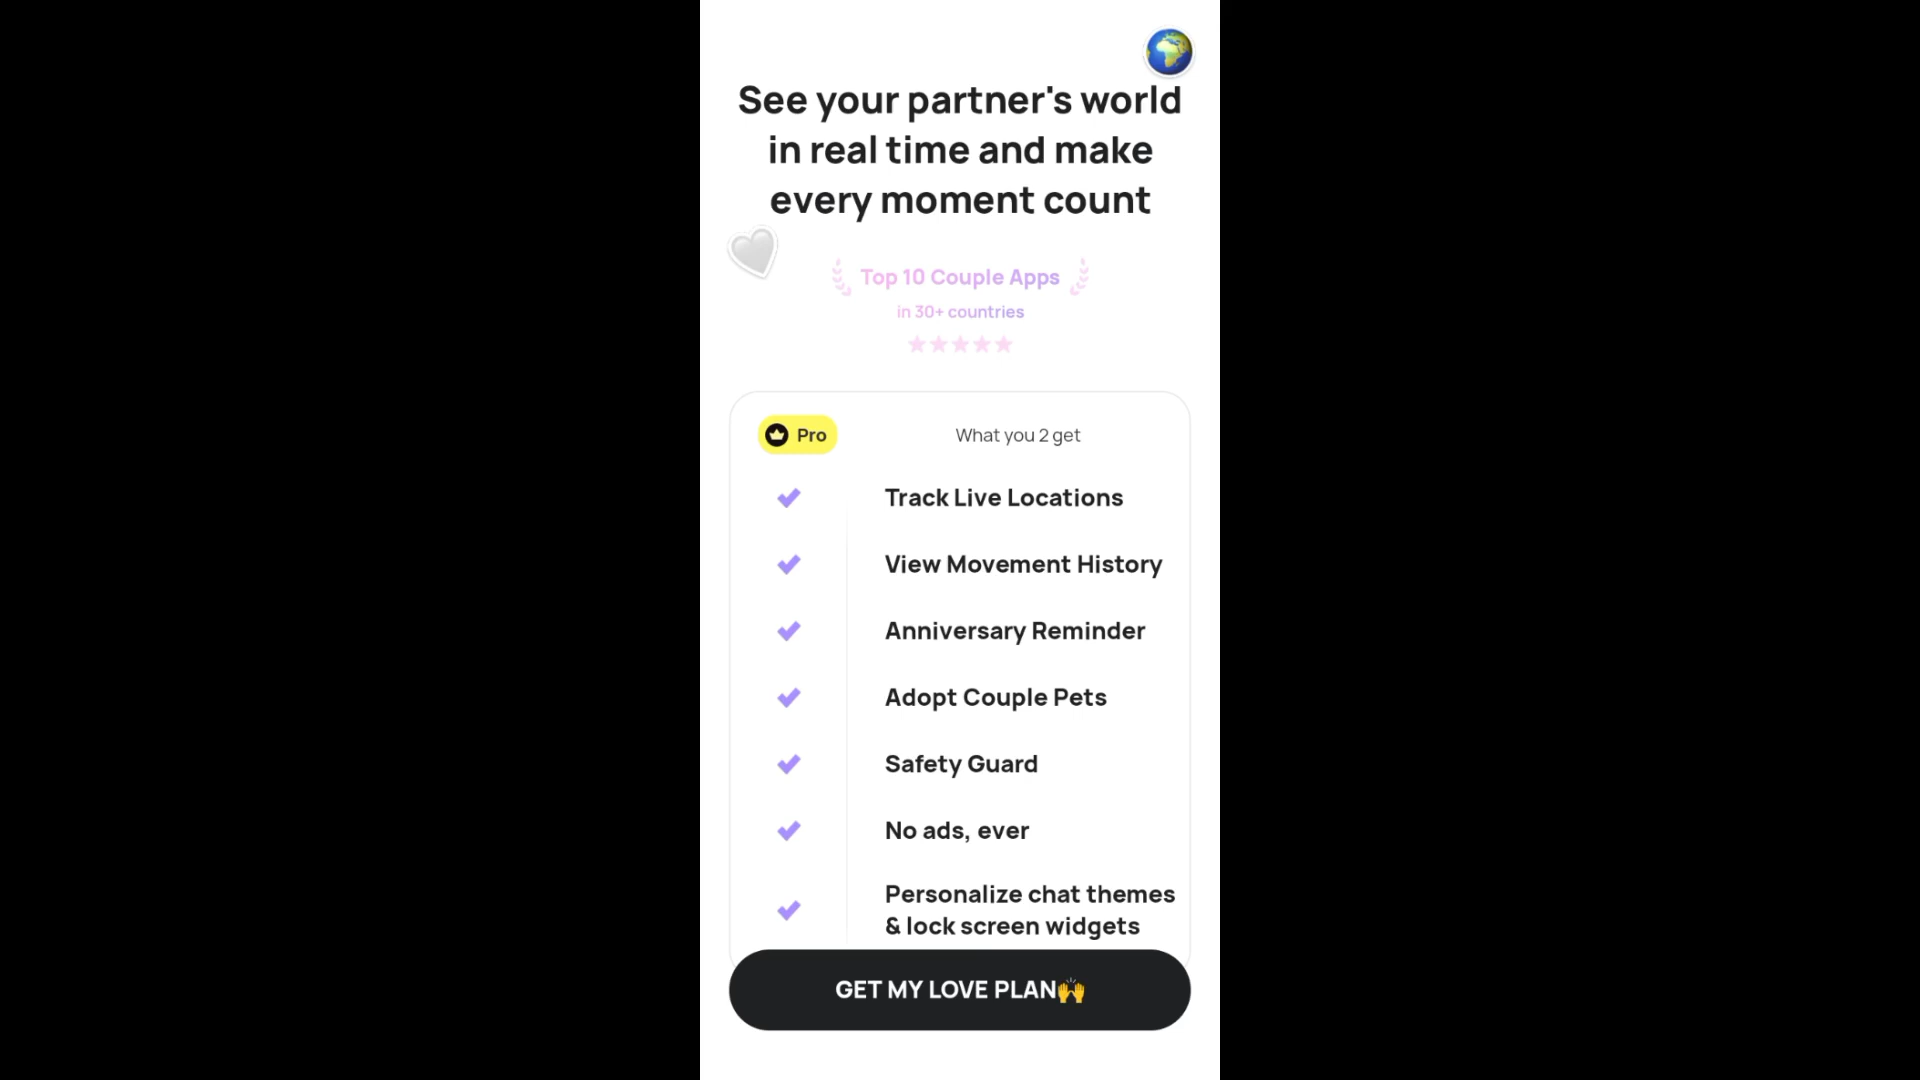 See your partner's world
in real time and make
every moment count
Top 10 Couple Apps
in 30+ countries
Pro
What you 2 get
Track Live Locations
View Movement History
Anniversary Reminder
Adopt Couple Pets
Safety Guard
No ads, ever
Personalize chat themes
& lock screen widgets
GET MY LOVE PLAN🙌